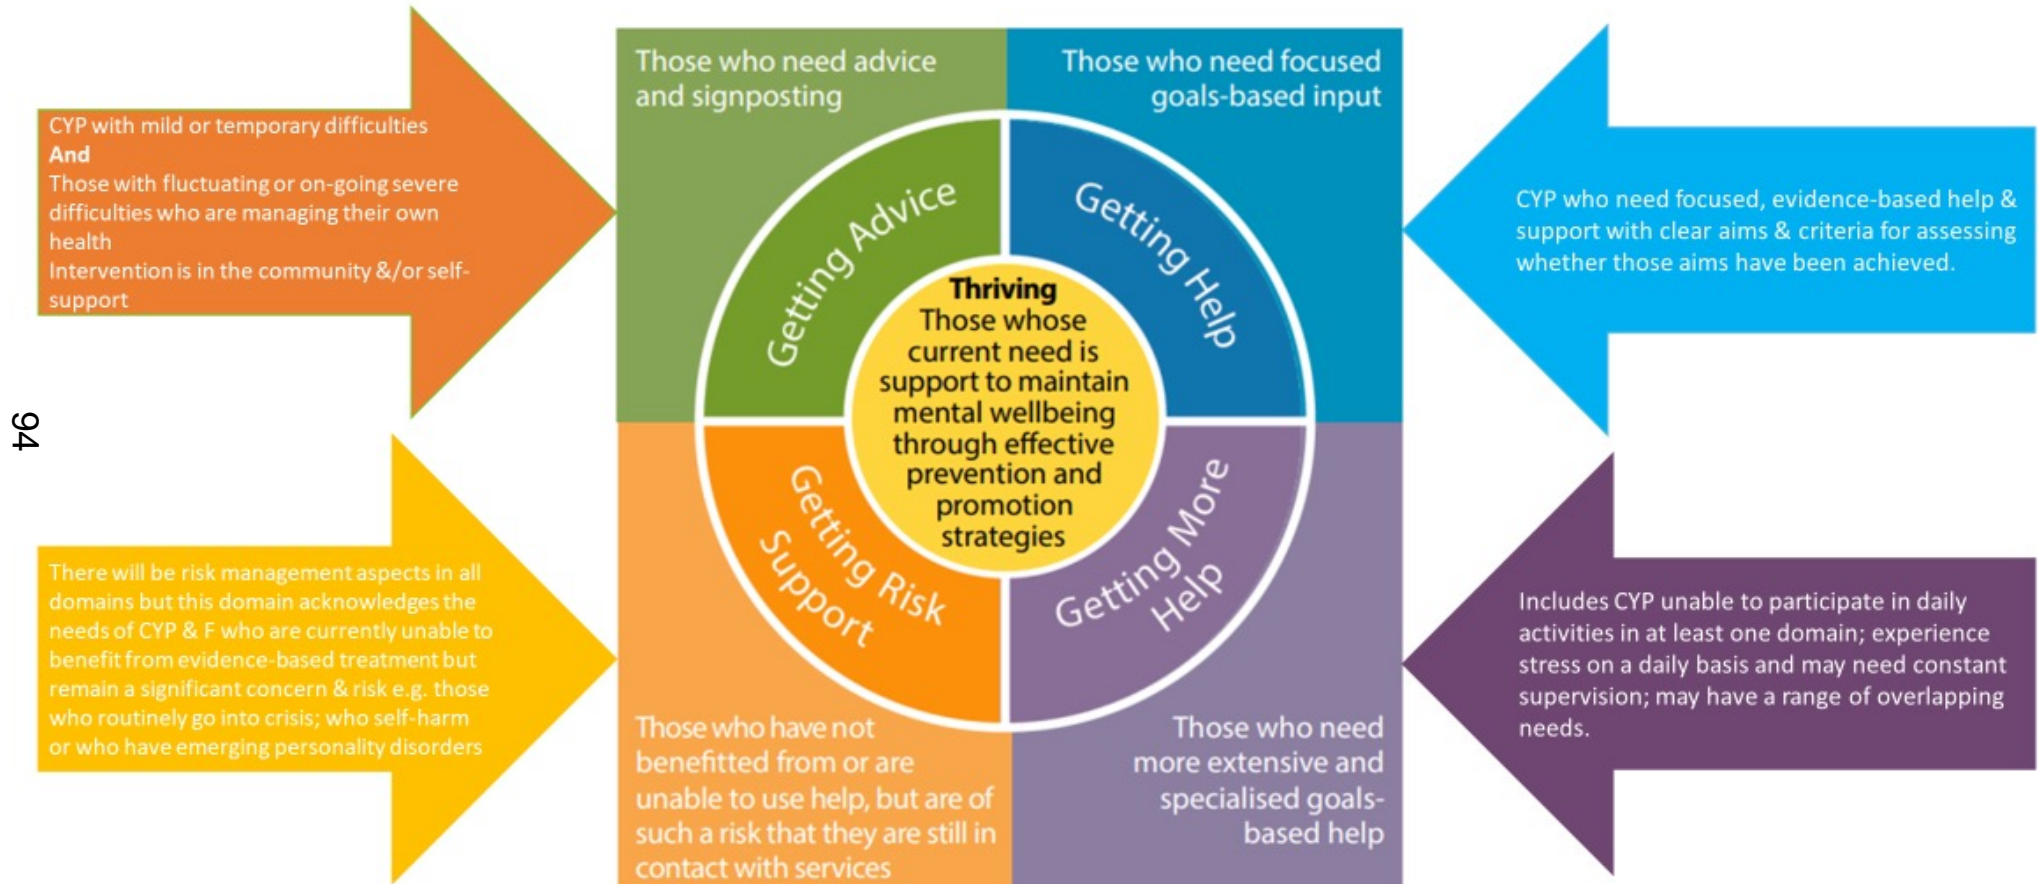 CYP with mild or temporary difficulties
And
Those with fluctuating or on-going severe
difficulties who are managing their own
health
Intervention is in the community &/or self-
support
Those who need advice
and signposting
Those who need focused
goals-based input
CYP who need focused, evidence-based help &
support with clear aims & criteria for assessing
whether those aims have been achieved.
Getting Advice
Getting Help
Thriving
Those whose
current need is
support to maintain
mental wellbeing
through effective
prevention and
promotion
strategies
94
Getting Risk
Support
Getting More
Help
There will be risk management aspects in all
domains but this domain acknowledges the
needs of CYP & F who are currently unable to
benefit from evidence-based treatment but
remain a significant concern & risk e.g. those
who routinely go into crisis; who self-harm
or who have emerging personality disorders
Those who have not
benefitted from or are
unable to use help, but are of
such a risk that they are still in
contact with services
Those who need
more extensive and
specialised goals-
based help
Includes CYP unable to participate in daily
activities in at least one domain; experience
stress on a daily basis and may need constant
supervision; may have a range of overlapping
needs.